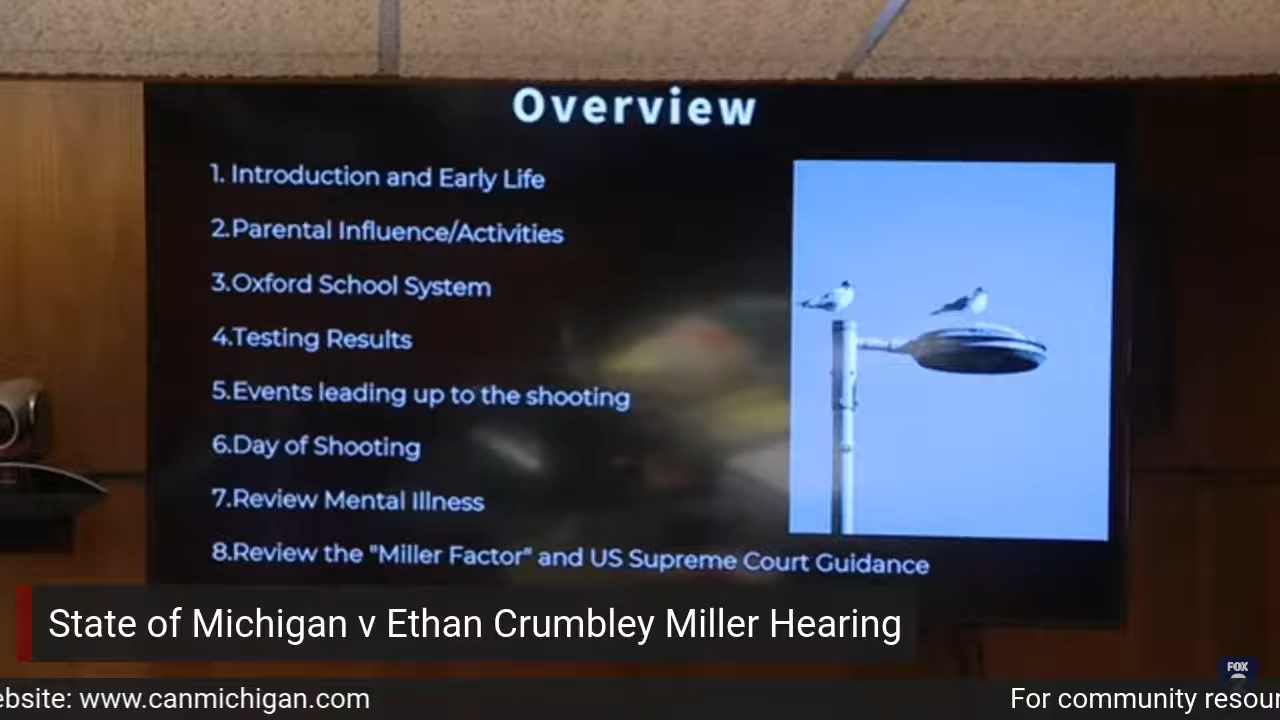 Overview
1. Introduction and Early Life
2.Parental Influence/Activities
3.Oxford School System
4.Testing Results
5.Events leading up to the shooting
6.Day of Shooting
7.Review Mental Illness
8.Review the "Miller Factor" and US Supreme Court Guidance
State of Michigan v Ethan Crumbley Miller Hearing
FOX
2
ebsite: www.canmichigan.com
For community resour